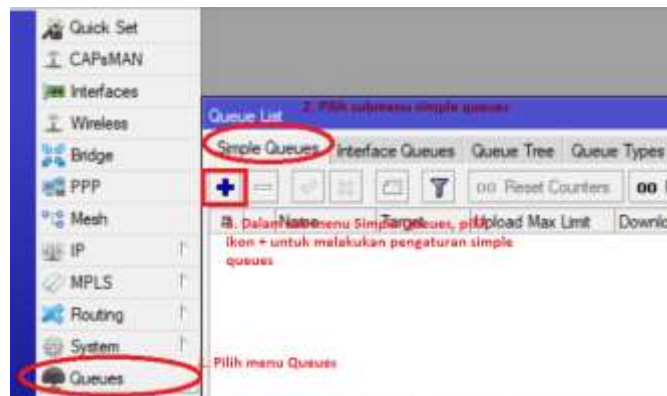 Quick Set
CAPsMAN
Interfaces
Wireless
Bridge
PPP
Mesh
IP
MPLS
Routing
System
Queues
Queue List
2. Pilih submenu simple queues
Simple Queues Interface Queues Queue Tree Queue Types
00 Reset Counters 00
# Name Target Upload Max Limit Downlo
3. Dalam submenu Simple Queues, pilih
ikon + untuk melakukan pengaturan simple
queues
Pilih menu Queues